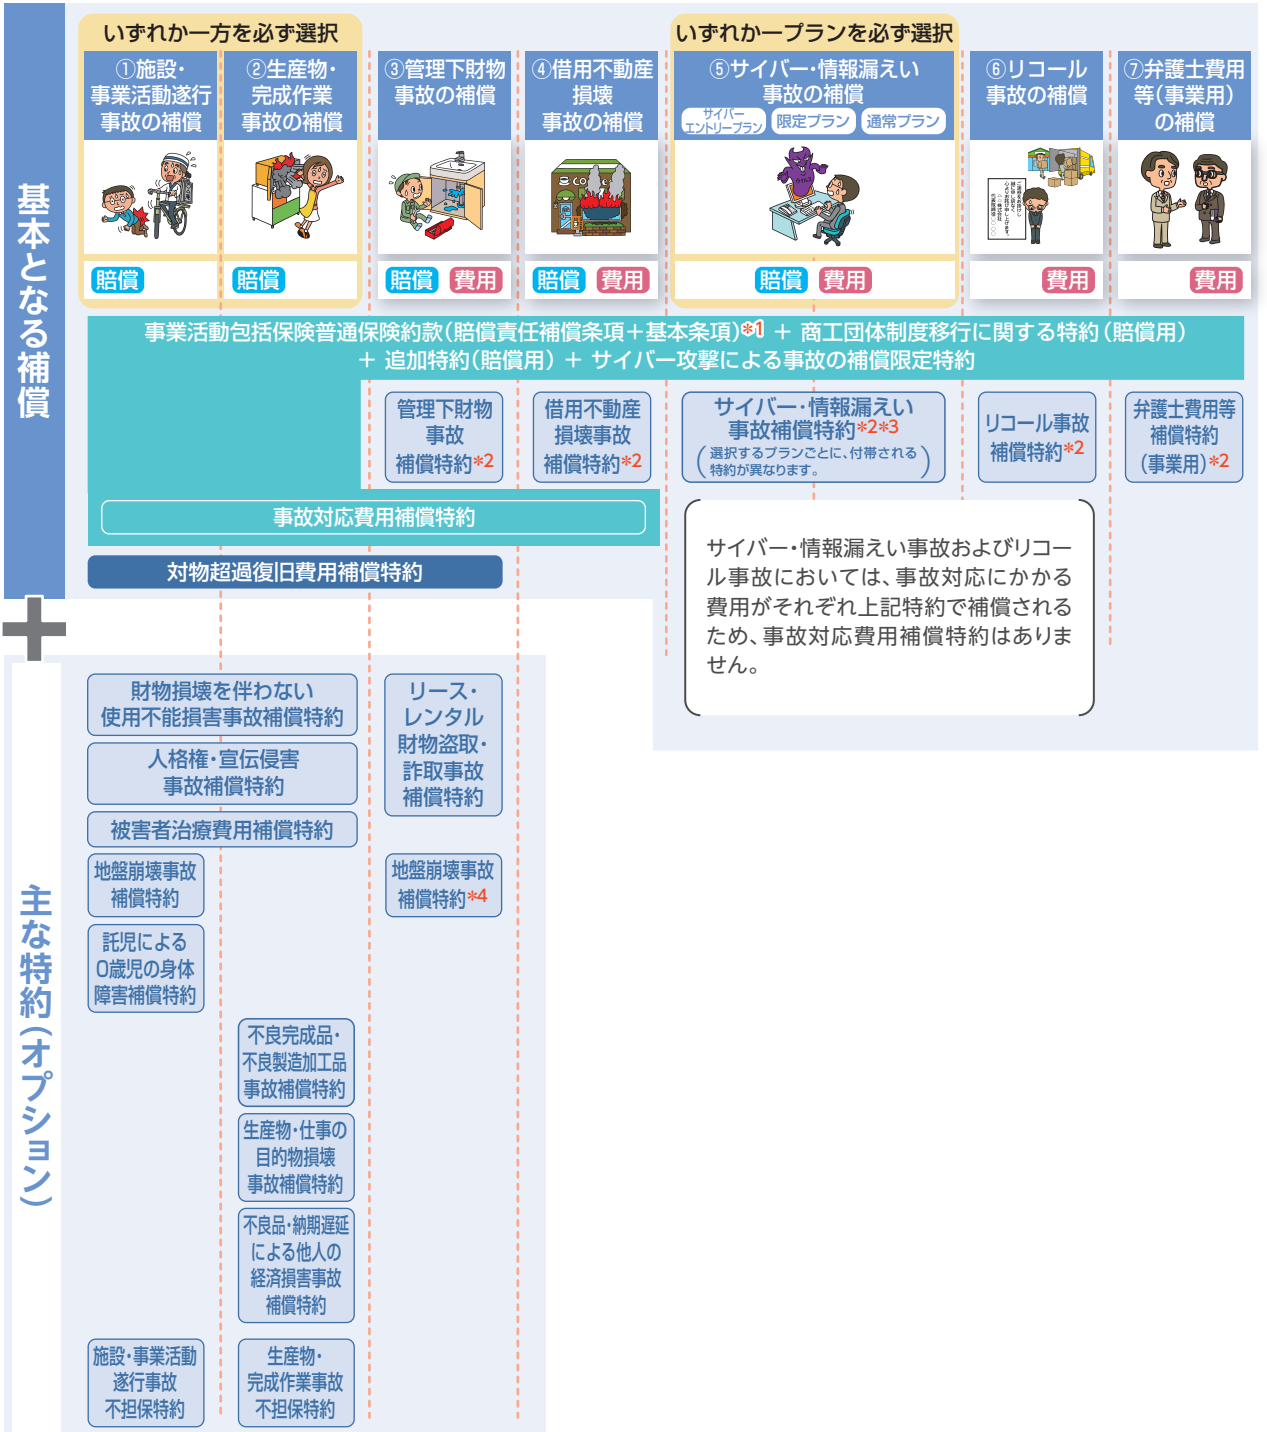 いずれか一方を必ず選択
いずれか一プランを必ず選択
基本となる補償
①施設・
事業活動遂行
事故の補償
②生産物・
完成作業
事故の補償
③管理下財物
事故の補償
④借用不動産
損壊
事故の補償
⑤サイバー・情報漏えい
事故の補償
サイバー
エントリープラン
限定プラン
通常プラン
⑥リコール
事故の補償
⑦弁護士費用
等(事業用)
の補償
ウイルス
賠償
賠償
賠償 費用
賠償 費用
賠償 費用
費用
費用
事業活動包括保険普通保険約款(賠償責任補償条項+基本条項)*1 + 商工団体制度移行に関する特約(賠償用)
+ 追加特約(賠償用) + サイバー攻撃による事故の補償限定特約
管理下財物
事故
補償特約*2
借用不動産
損壊事故
補償特約*2
サイバー・情報漏えい
事故補償特約*2*3
(選択するプランごとに、付帯される
特約が異なります。)
リコール事故
補償特約*2
弁護士費用等
補償特約
(事業用)*2
事故対応費用補償特約
対物超過復旧費用補償特約
サイバー・情報漏えい事故およびリコー
ル事故においては、事故対応にかかる
費用がそれぞれ上記特約で補償される
ため、事故対応費用補償特約はありま
せん。
+
主な特約(オプション)
財物損壊を伴わない
使用不能損害事故補償特約
人格権・宣伝侵害
事故補償特約
被害者治療費用補償特約
リース・
レンタル
財物盗取・
詐取事故
補償特約
地盤崩壊事故
補償特約
地盤崩壊事故
補償特約*4
託児による
0歳児の身体
障害補償特約
不良完成品・
不良製造加工品
事故補償特約
生産物・仕事の
目的物損壊
事故補償特約
不良品・納期遅延
による他人の
経済損害事故
補償特約
施設・事業活動
遂行事故
不担保特約
生産物・
完成作業事故
不担保特約